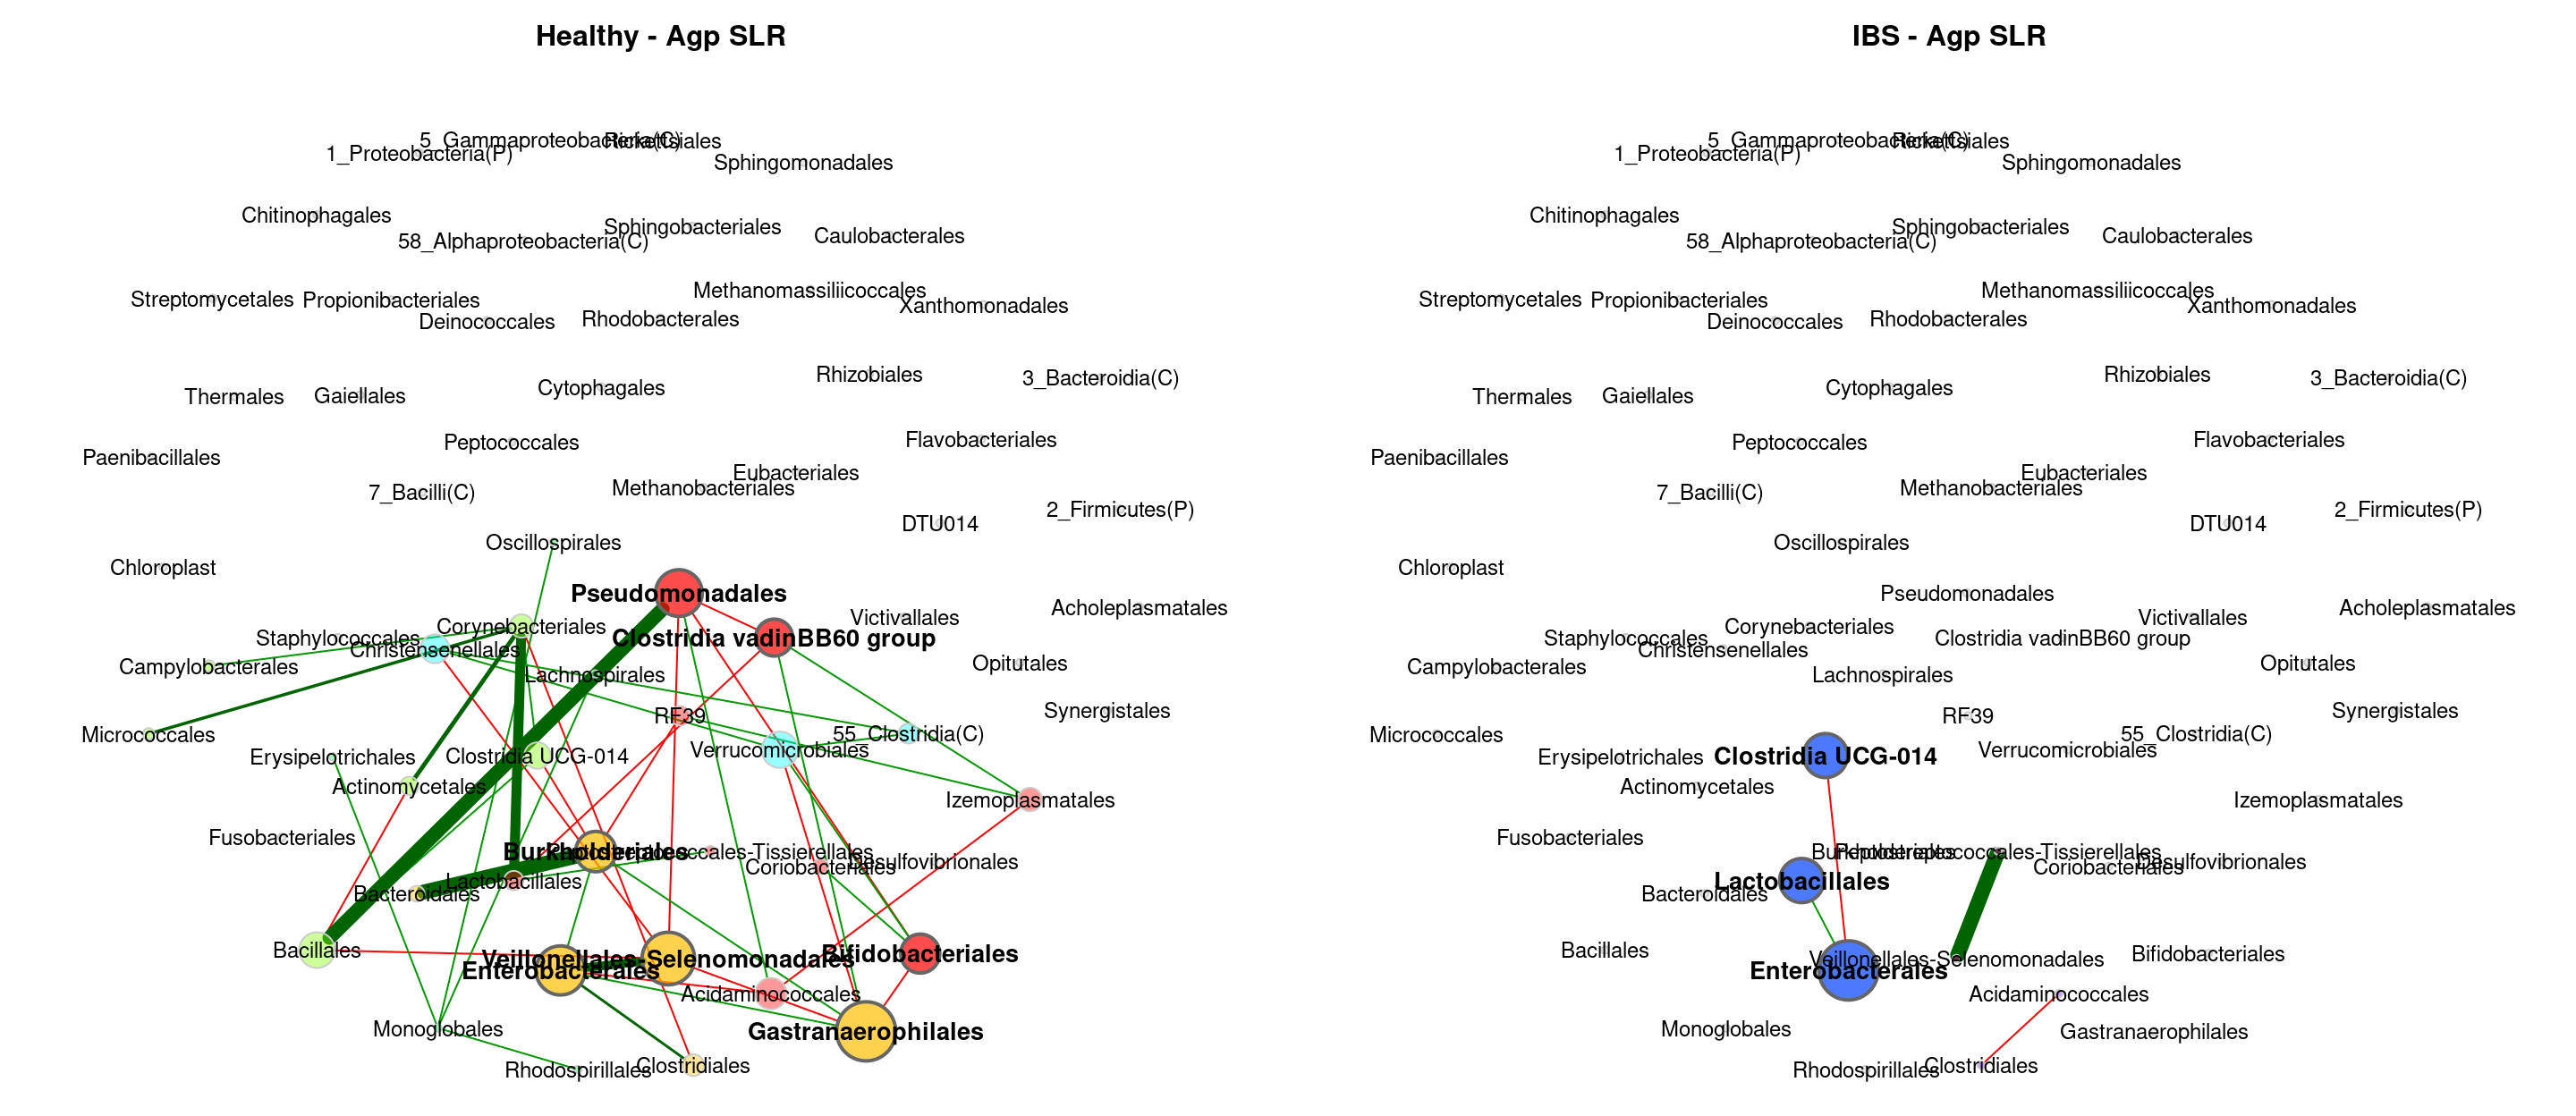 Healthy - Agp SLR
5_Gammaproteobacteria(C)
Rickettsiales
1_Proteobacteria(P)
Sphingomonadales
Chitinophagales
Sphingobacteriales
58_Alphaproteobacteria(C)
Caulobacterales
Methanomassiliicoccales
Streptomycetales
Propionibacteriales
Xanthomonadales
Deinococcales
Rhodobacterales
Rhizobiales
3_Bacteroidia(C)
Thermales
Gaiellales
Cytophagales
Peptococcales
Flavobacteriales
Paenibacillales
Eubacteriales
7_Bacilli(C)
Methanobacteriales
2_Firmicutes(P)
DTU014
Oscillospirales
Chloroplast
Pseudomonadales
Acholeplasmatales
Victivallales
Corynebacteriales
Staphylococcales
Clostridia vadinBB60 group
Christensenellales
Campylobacterales
Opitutales
Lachnospirales
RF39
Synergistales
Micrococcales
55_Clostridia(C)
Verrucomicrobiales
Erysipelotrichales
Clostridia UCG-014
Actinomycetales
Izemoplasmatales
Fusobacteriales
Burkholderiales
Peptostreptococcales-Tissierellales
Coriobacteriales
Desulfovibrionales
Lactobacillales
Bacteroidales
Bacillales
Veillonellales-Selenomonadales
Bifidobacteriales
Enterobacterales
Acidaminococcales
Monoglobales
Gastranaerophilales
Rhodospirillales
Clostridiales
IBS - Agp SLR
5_Gammaproteobacteria(C)
Rickettsiales
1_Proteobacteria(P)
Sphingomonadales
Chitinophagales
Sphingobacteriales
58_Alphaproteobacteria(C)
Caulobacterales
Methanomassiliicoccales
Streptomycetales
Propionibacteriales
Xanthomonadales
Deinococcales
Rhodobacterales
Rhizobiales
3_Bacteroidia(C)
Thermales
Gaiellales
Cytophagales
Peptococcales
Flavobacteriales
Paenibacillales
Eubacteriales
7_Bacilli(C)
Methanobacteriales
2_Firmicutes(P)
DTU014
Oscillospirales
Chloroplast
Pseudomonadales
Acholeplasmatales
Victivallales
Corynebacteriales
Staphylococcales
Clostridia vadinBB60 group
Christensenellales
Campylobacterales
Opitutales
Lachnospirales
RF39
Synergistales
Micrococcales
55_Clostridia(C)
Verrucomicrobiales
Erysipelotrichales
Clostridia UCG-014
Actinomycetales
Izemoplasmatales
Fusobacteriales
Burkholderiales
Peptostreptococcales-Tissierellales
Coriobacteriales
Desulfovibrionales
Lactobacillales
Bacteroidales
Bacillales
Veillonellales-Selenomonadales
Bifidobacteriales
Enterobacterales
Acidaminococcales
Monoglobales
Gastranaerophilales
Rhodospirillales
Clostridiales